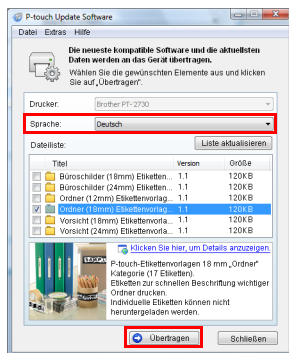 P-touch Update Software
Datei Extras Hilfe
Die neueste kompatible Software und die aktuellsten
Daten werden an das Gerät übertragen.
Wählen Sie die gewünschten Elemente aus und klicken
Sie auf „Übertragen".
Drucker: Brother PT-2730
Sprache: Deutsch
Dateiliste: Liste aktualisieren
Titel Version Größe
Büroschilder (18mm) Etiketten... 1.1 120KB
Büroschilder (24mm) Etiketten... 1.1 120KB
Ordner (12mm) Etikettenvorlag... 1.1 120KB
Ordner (18mm) Etikettenvorlag... 1.1 120KB
Vorsicht (18mm) Etikettenvorla... 1.1 120KB
Vorsicht (24mm) Etikettenvorla... 1.1 120KB
Klicken Sie hier, um Details anzuzeigen.
P-touch-Etikettenvorlagen 18 mm „Ordner"
Kategorie (17 Etiketten).
Etiketten zur schnellen Beschriftung wichtiger
Ordner drucken.
Individuelle Etiketten können nicht
heruntergeladen werden.
Übertragen Schließen